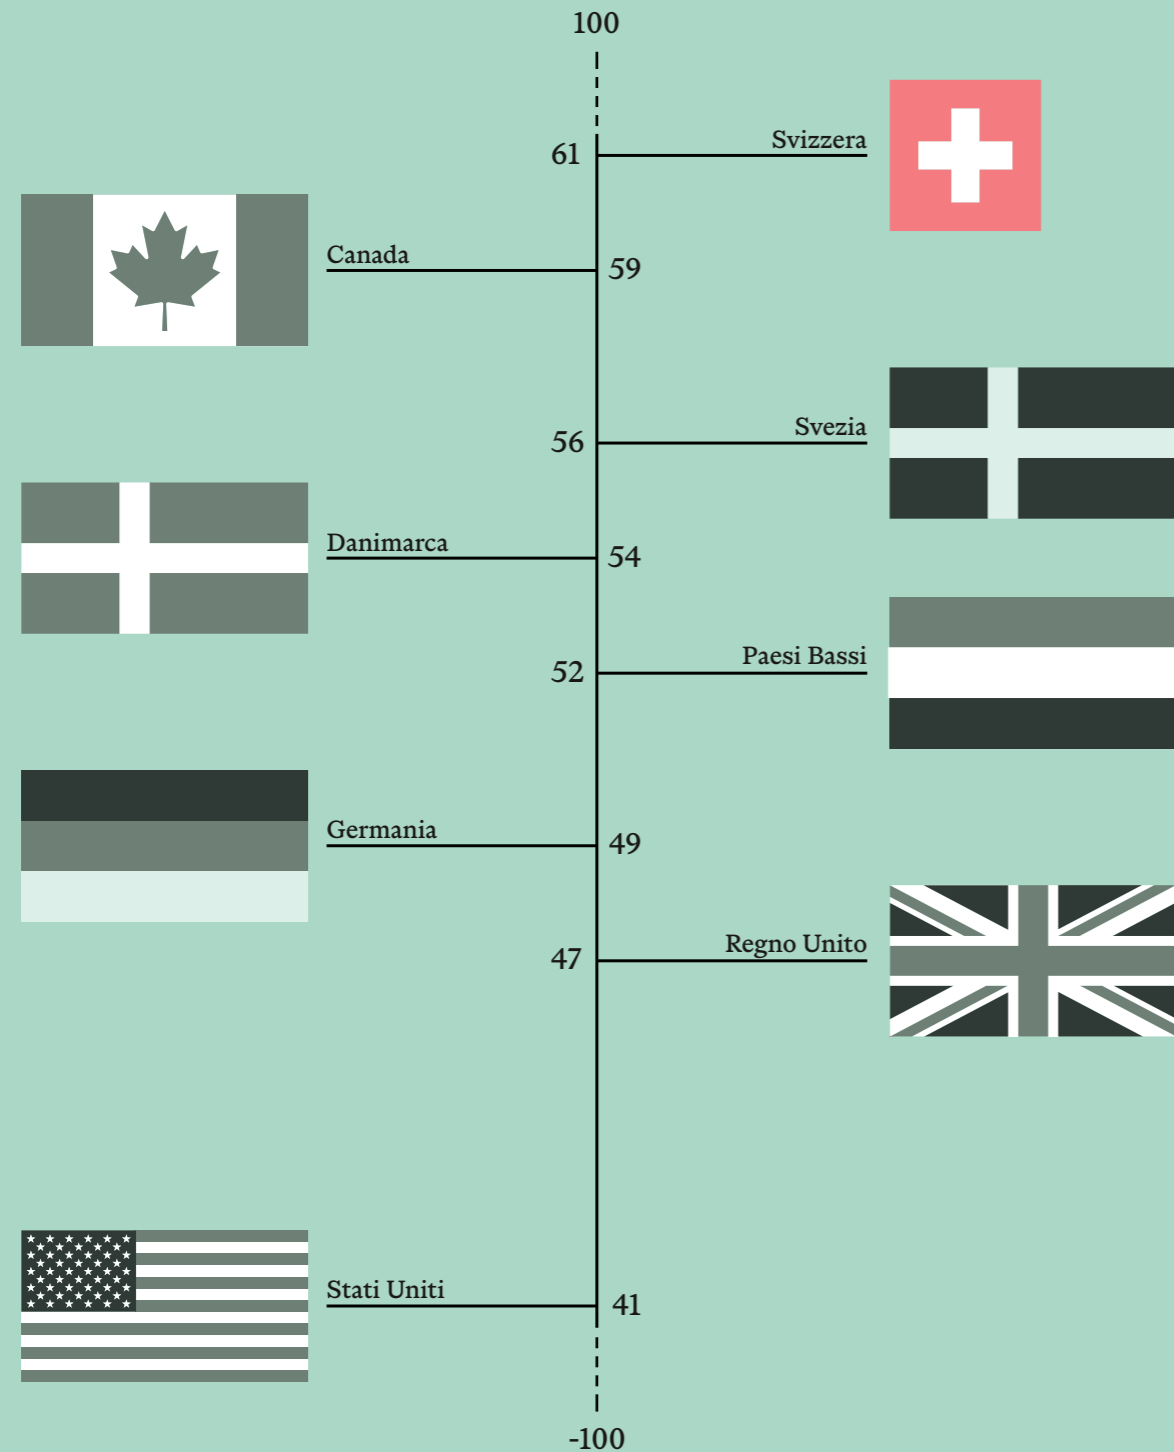 100
61
Svizzera
Canada
59
56
Svezia
Danimarca
54
52
Paesi Bassi
Germania
49
47
Regno Unito
Stati Uniti
41
-100